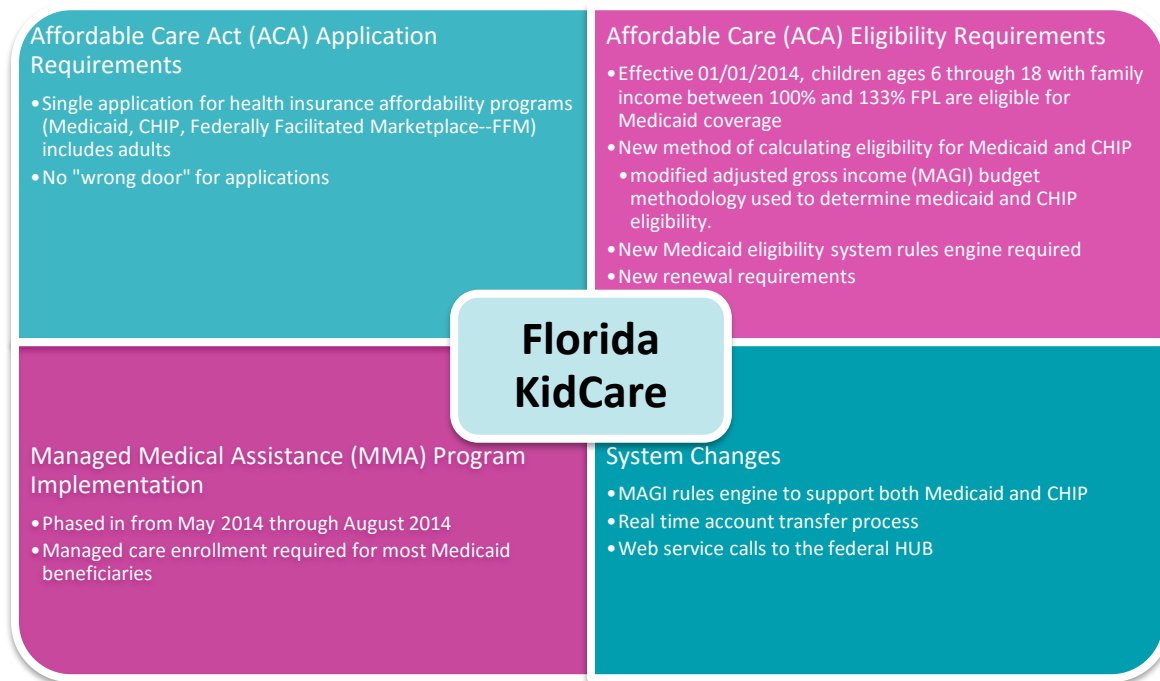 Affordable Care Act (ACA) Application
Requirements
•Single application for health insurance affordability programs
(Medicaid, CHIP, Federally Facilitated Marketplace--FFM)
includes adults
•No "wrong door" for applications
Affordable Care (ACA) Eligibility Requirements
•Effective 01/01/2014, children ages 6 through 18 with family
income between 100% and 133% FPL are eligible for
Medicaid coverage
•New method of calculating eligibility for Medicaid and CHIP
•modified adjusted gross income (MAGI) budget
methodology used to determine medicaid and CHIP
eligibility.
•New Medicaid eligibility system rules engine required
•New renewal requirements
Florida
KidCare
Managed Medical Assistance (MMA) Program
Implementation
•Phased in from May 2014 through August 2014
•Managed care enrollment required for most Medicaid
beneficiaries
System Changes
•MAGI rules engine to support both Medicaid and CHIP
•Real time account transfer process
•Web service calls to the federal HUB